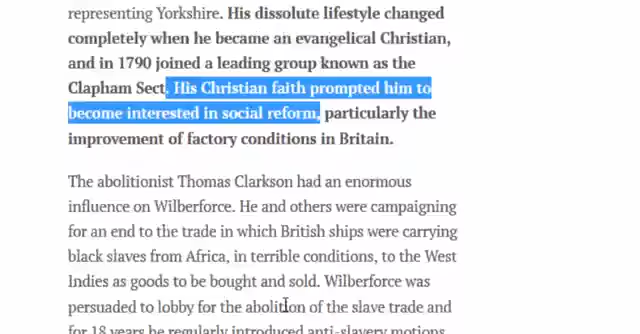 representing Yorkshire. His dissolute lifestyle changed
completely when he became an evangelical Christian,
and in 1790 joined a leading group known as the
Clapham Sect. His Christian faith prompted him to
become interested in social reform, particularly the
improvement of factory conditions in Britain.
The abolitionist Thomas Clarkson had an enormous
influence on Wilberforce. He and others were campaigning
for an end to the trade in which British ships were carrying
black slaves from Africa, in terrible conditions, to the West
Indies as goods to be bought and sold. Wilberforce was
persuaded to lobby for the abolition of the slave trade and
for 18 years he regularly introduced anti-slavery motions